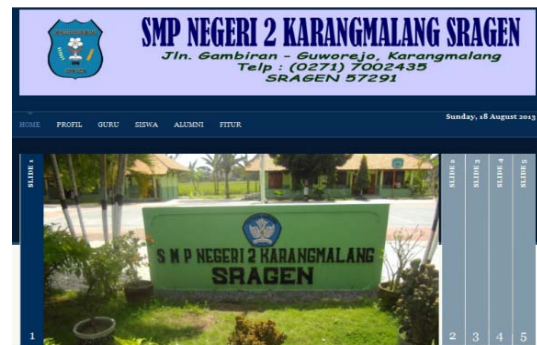 SMP NEGERI 2 KARANGMALANG SRAGEN
Jln. Gambiran - Guworejo, Karangmalang
Telp : (0271) 7002435
SRAGEN 57291
Sunday, 18 August 2013
HOME PROFIL GURU SISWA ALUMNI FITUR
SLIDE 1
1
S M P NEGERI 2 KARANGMALANG
SRAGEN
SLIDE 2
2
SLIDE 3
3
SLIDE 4
4
SLIDE 5
5